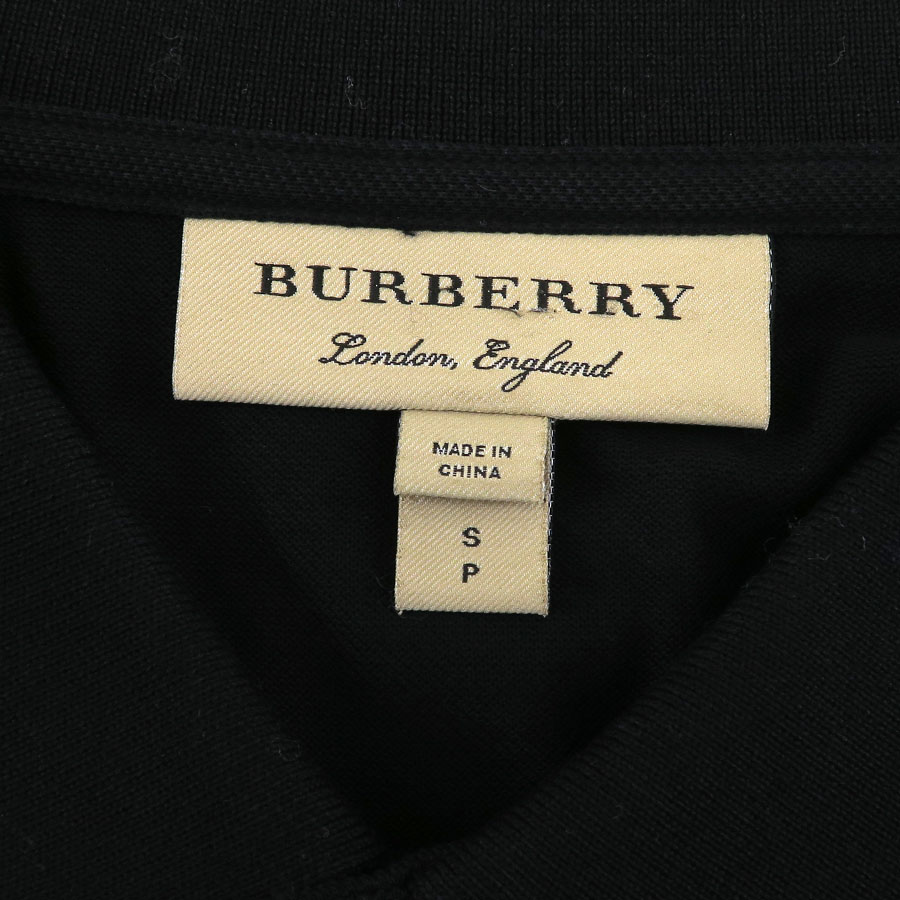 BURBERRY
London, England
MADE IN
CHINA
S
P